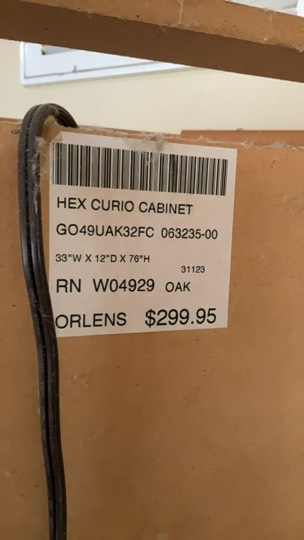 HEX CURIO CABINET
GO49UAK32FC 063235-00
33"W X 12"D X 76"H
31123
RN W04929 OAK
ORLENS $299.95